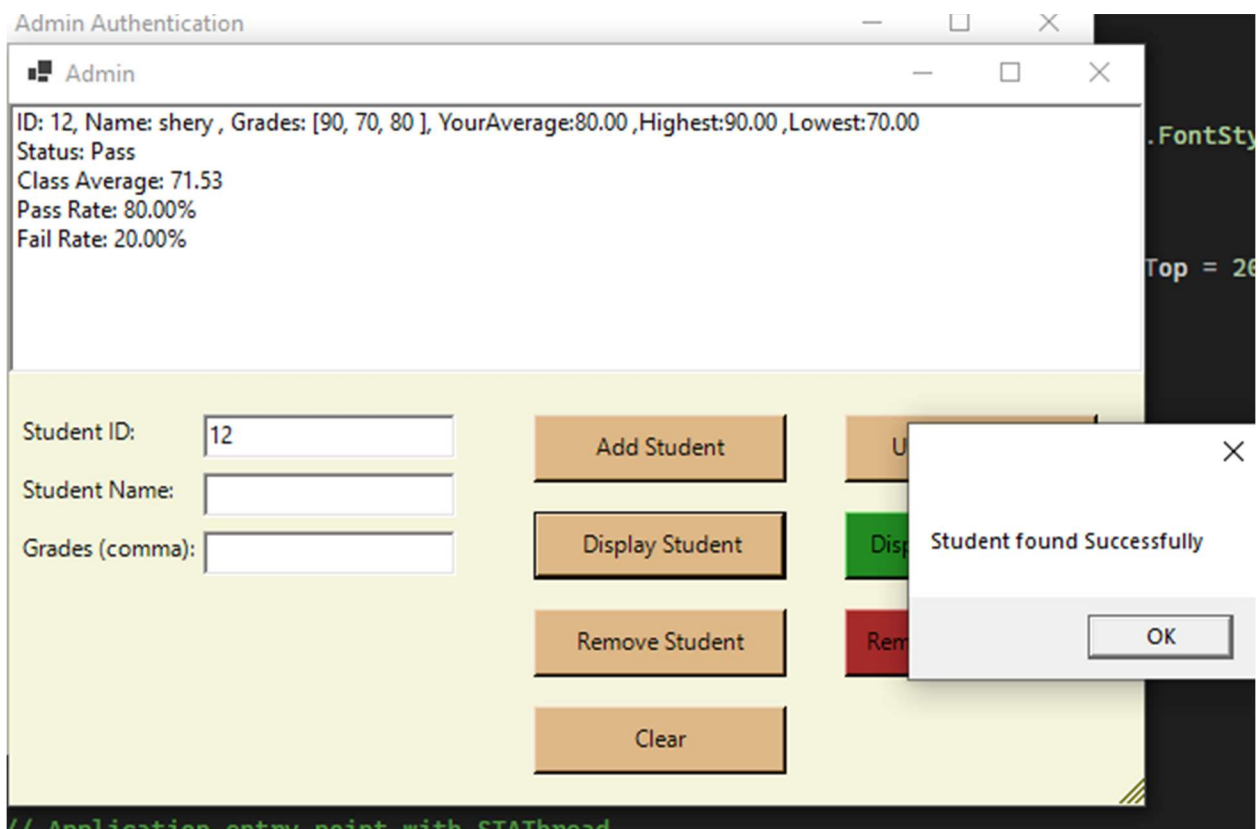 Admin Authentication
Admin
ID: 12, Name: shery , Grades: [90, 70, 80 ], YourAverage:80.00 ,Highest:90.00 ,Lowest:70.00
Status: Pass
Class Average: 71.53
Pass Rate: 80.00%
Fail Rate: 20.00%
.FontSty
Top = 20
Student ID:
12
Add Student
U
Student Name:
Grades (comma):
Display Student
Disp
Student found Successfully
Remove Student
Rem
OK
Clear
// Application entry point with STAThread